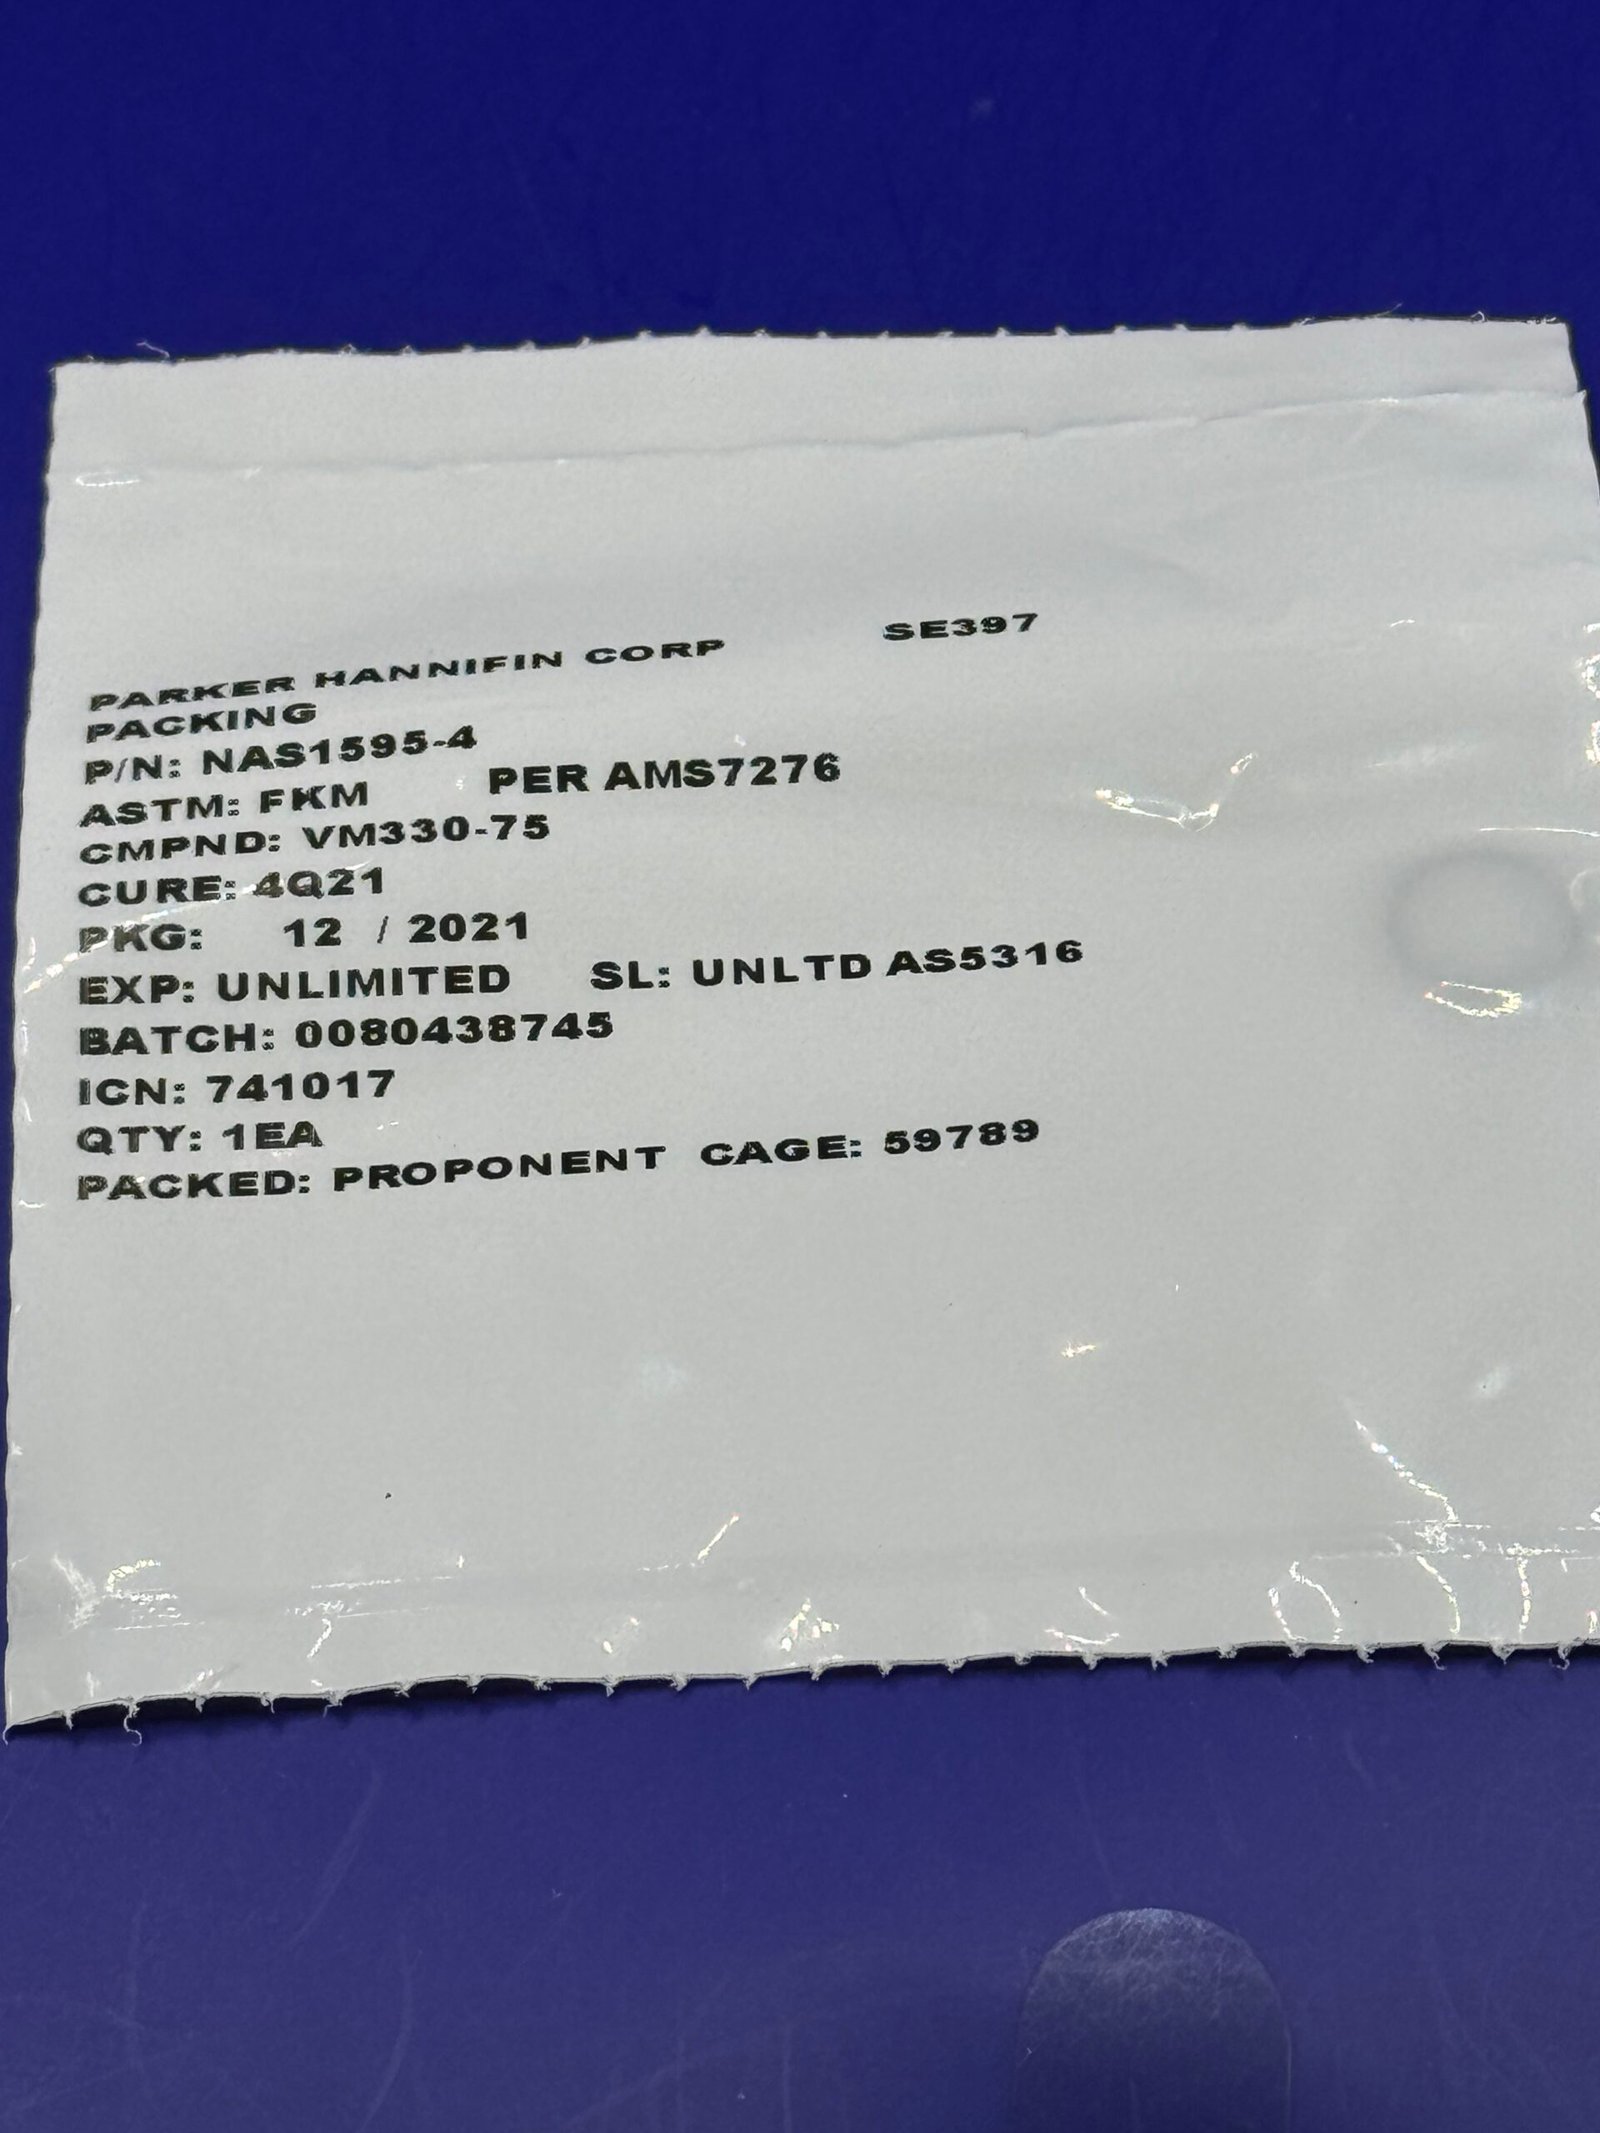 PARKER HANNIFIN CORP SE397
PACKING
P/N: NAS1595-4
ASTM: FKM PER AMS7276
CMPND: VM330-75
CURE: 4Q21
PKG: 12 / 2021
EXP: UNLIMITED SL: UNLTD AS5316
BATCH: 0080438745
ICN: 741017
QTY: 1EA
PACKED: PROPONENT CAGE: 59789